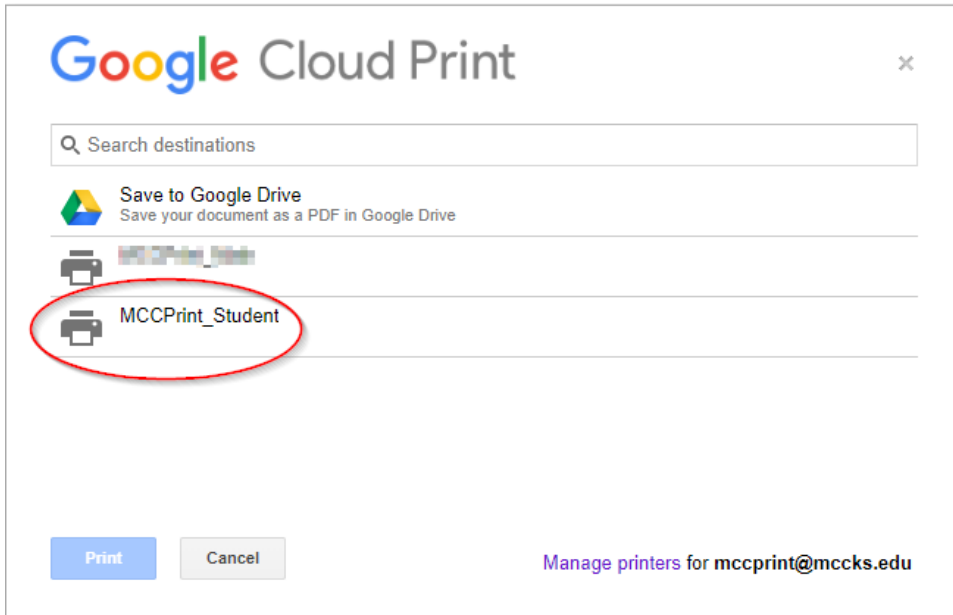 Google Cloud Print
Search destinations
Save to Google Drive
Save your document as a PDF in Google Drive
MCCPrint_Student
Print Cancel
Manage printers for mccprint@mccks.edu